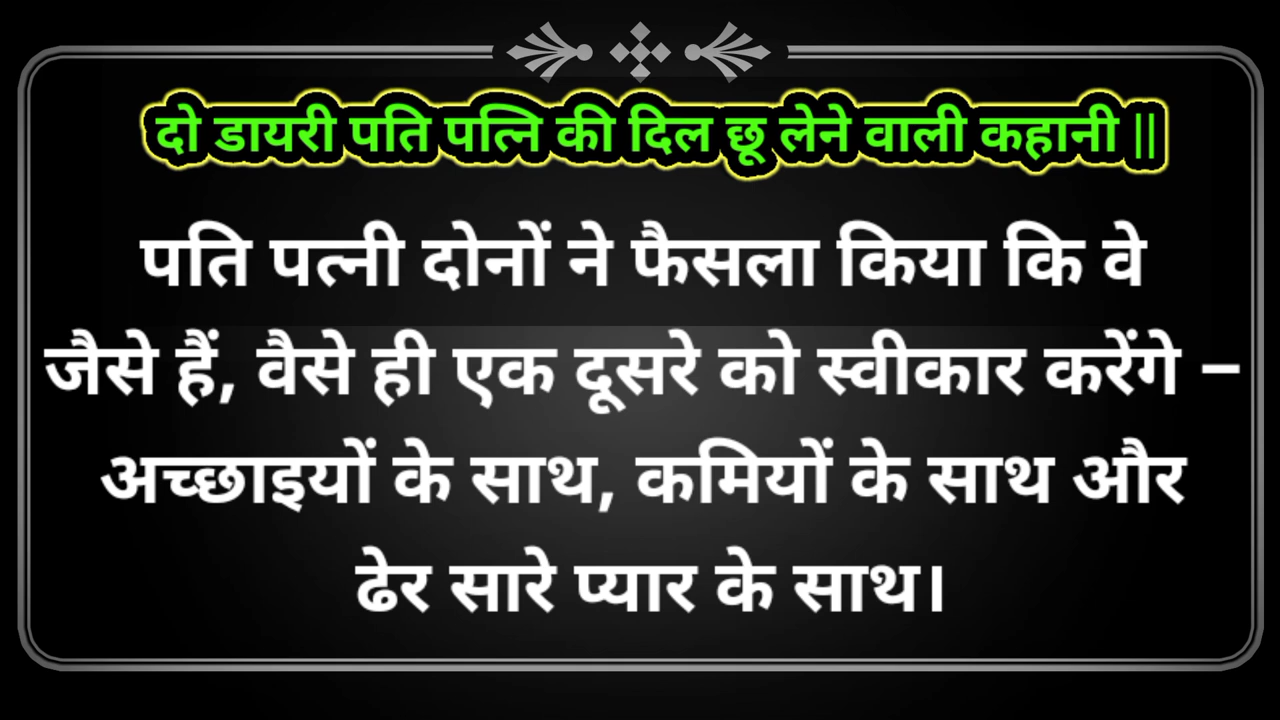 दो डायरी पति पत्नि की दिल छू लेने वाली कहानी ||
पति पत्नी दोनों ने फैसला किया कि वे
जैसे हैं, वैसे ही एक दूसरे को स्वीकार करेंगे –
अच्छाइयों के साथ, कमियों के साथ और
ढेर सारे प्यार के साथ।